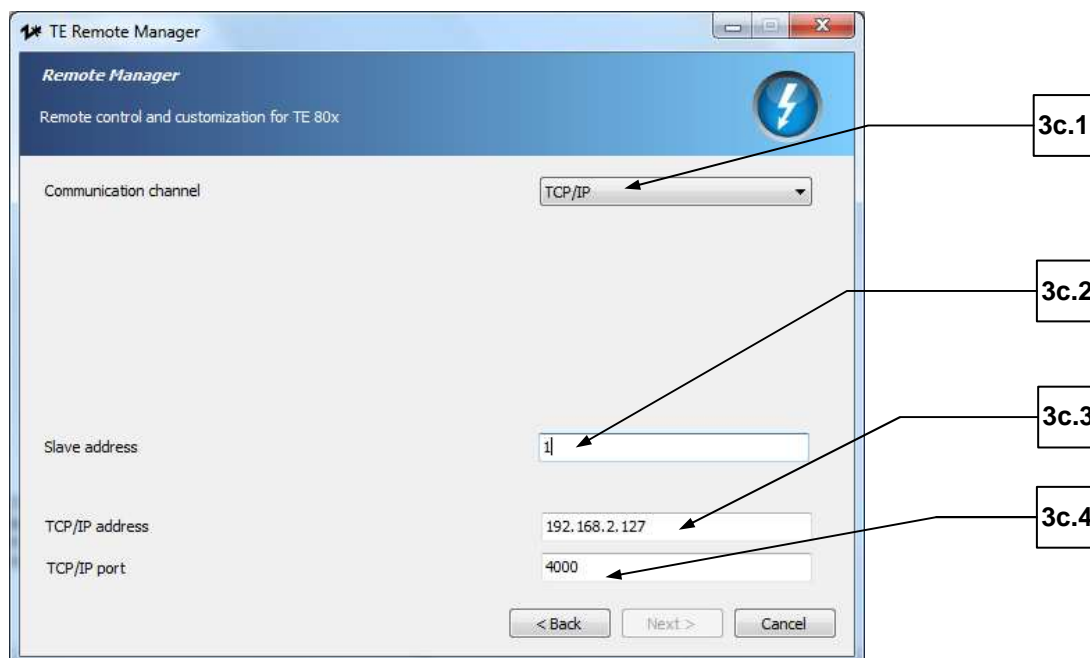 TE Remote Manager
Remote Manager
Remote control and customization for TE 80x
3c.1
Communication channel TCP/IP
3c.2
3c.3
Slave address 1
3c.4
TCP/IP address 192.168.2.127
TCP/IP port 4000
< Back Next > Cancel